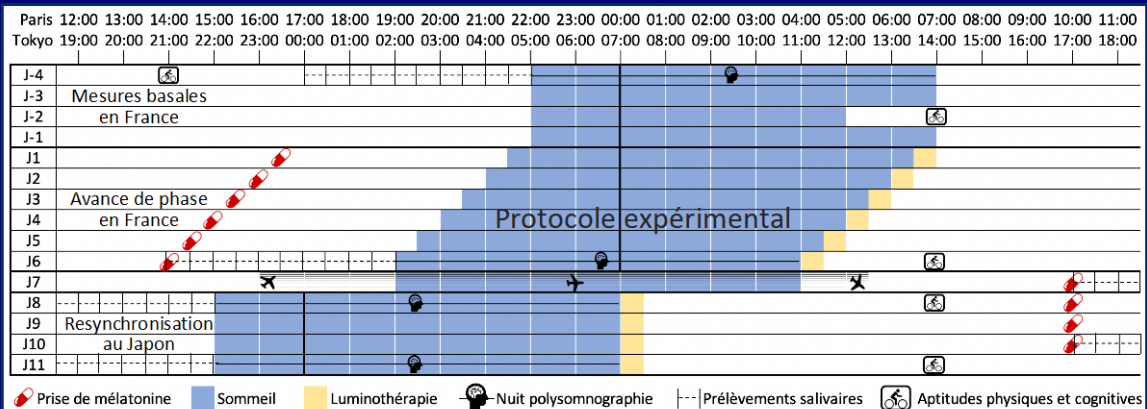 Paris 12:00 13:00 14:00 15:00 16:00 17:00 18:00 19:00 20:00 21:00 22:00 23:00 00:00 01:00 02:00 03:00 04:00 05:00 06:00 07:00 08:00 09:00 10:00 11:00
Tokyo 19:00 20:00 21:00 22:00 23:00 00:00 01:00 02:00 03:00 04:00 05:00 06:00 07:00 08:00 09:00 10:00 11:00 12:00 13:00 14:00 15:00 16:00 17:00 18:00
J-4
J-3 Mesures basales
J-2 en France
J-1
J1
J2
J3 Avance de phase
J4 en France Protocole expérimental
J5
J6
J7
J8
J9 Resynchronisation
J10 au Japon
J11
Prise de mélatonine Sommeil Luminothérapie Nuit polysomnographie Prélèvements salivaires Aptitudes physiques et cognitives